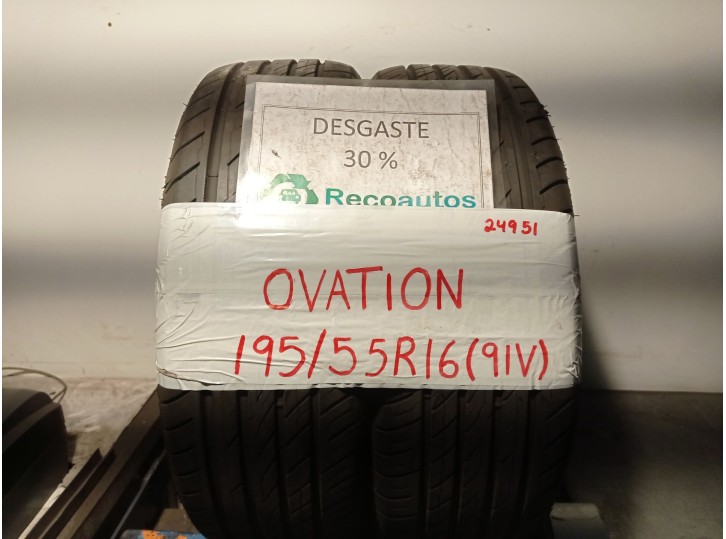 DESGASTE
30 %
Recoautos
24951
OVATION
195/55R16(91V)